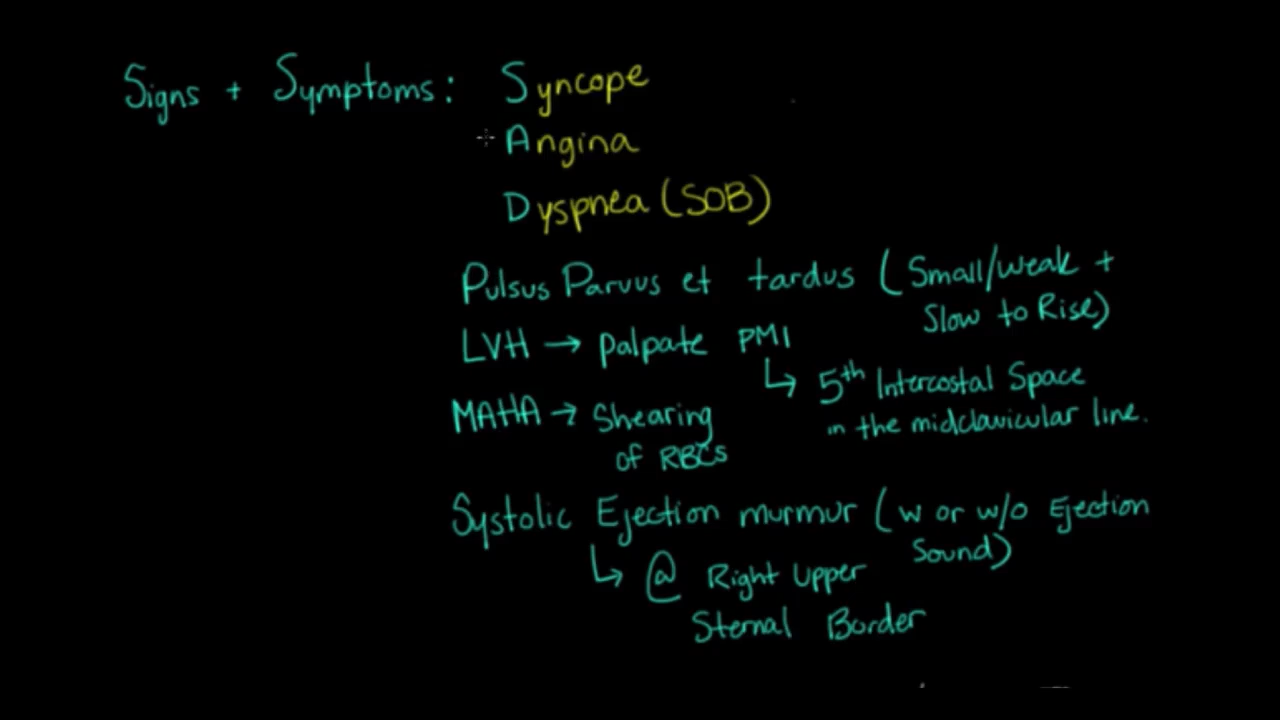 Signs + Symptoms: Syncope
Angina
Dyspnea (SOB)
Pulsus Parvus et tardus (Small/weak +
Slow to Rise)
LVH → palpate PMI
↳ 5th Intercostal Space
in the midclavicular line.
MAHA → Shearing
of RBCs
Systolic Ejection murmur (w or w/o Ejection
Sound)
↳ @ Right Upper
Sternal Border